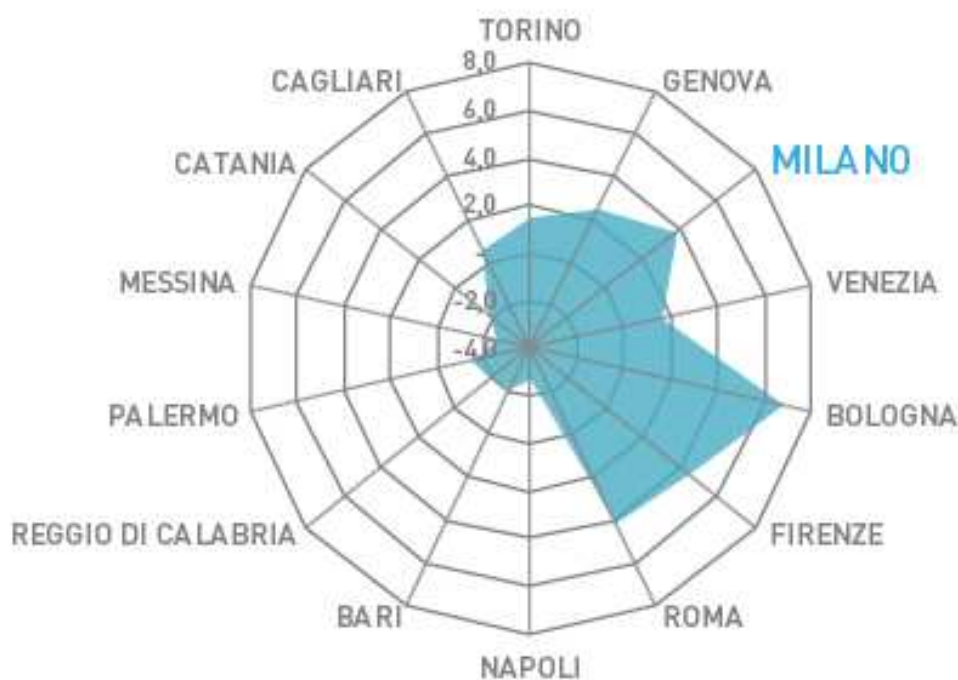 TORINO
8,0
CAGLIARI
GENOVA
6,0
4,0
CATANIA
MILANO
2,0
-
MESSINA
VENEZIA
-2,0
-4,0
PALERMO
BOLOGNA
REGGIO DI CALABRIA
FIRENZE
BARI
ROMA
NAPOLI